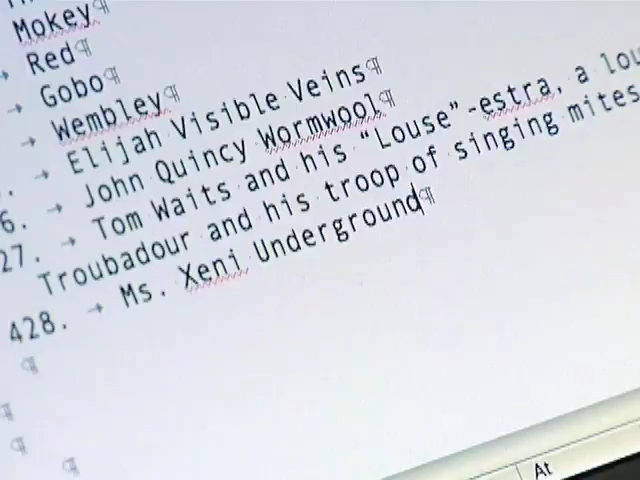 Mokey
Red
Gobo
Wembley
. Elijah Visible Veins
6. John Quincy Wormwool
27. Tom Waits and his “Louse”-estra, a lou
Troubadour and his troop of singing mites
428. Ms. Xeni Underground
At